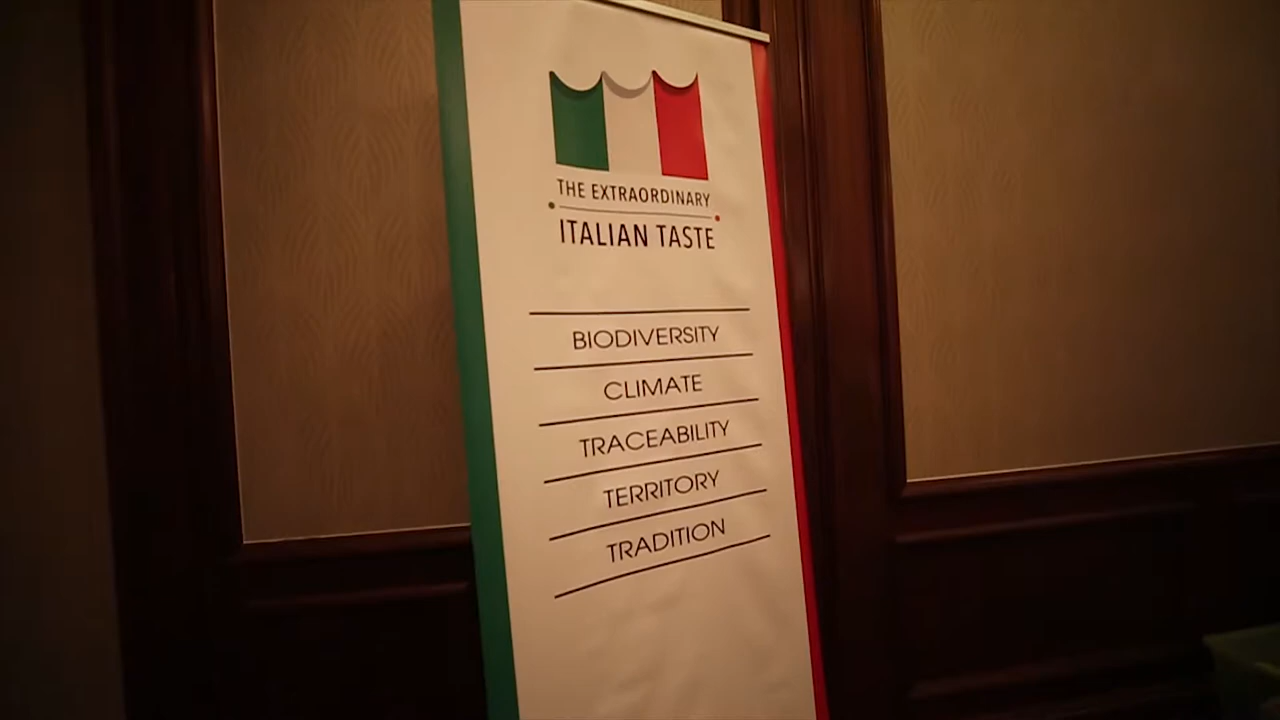 THE EXTRAORDINARY
ITALIAN TASTE
BIODIVERSITY
CLIMATE
TRACEABILITY
TERRITORY
TRADITION